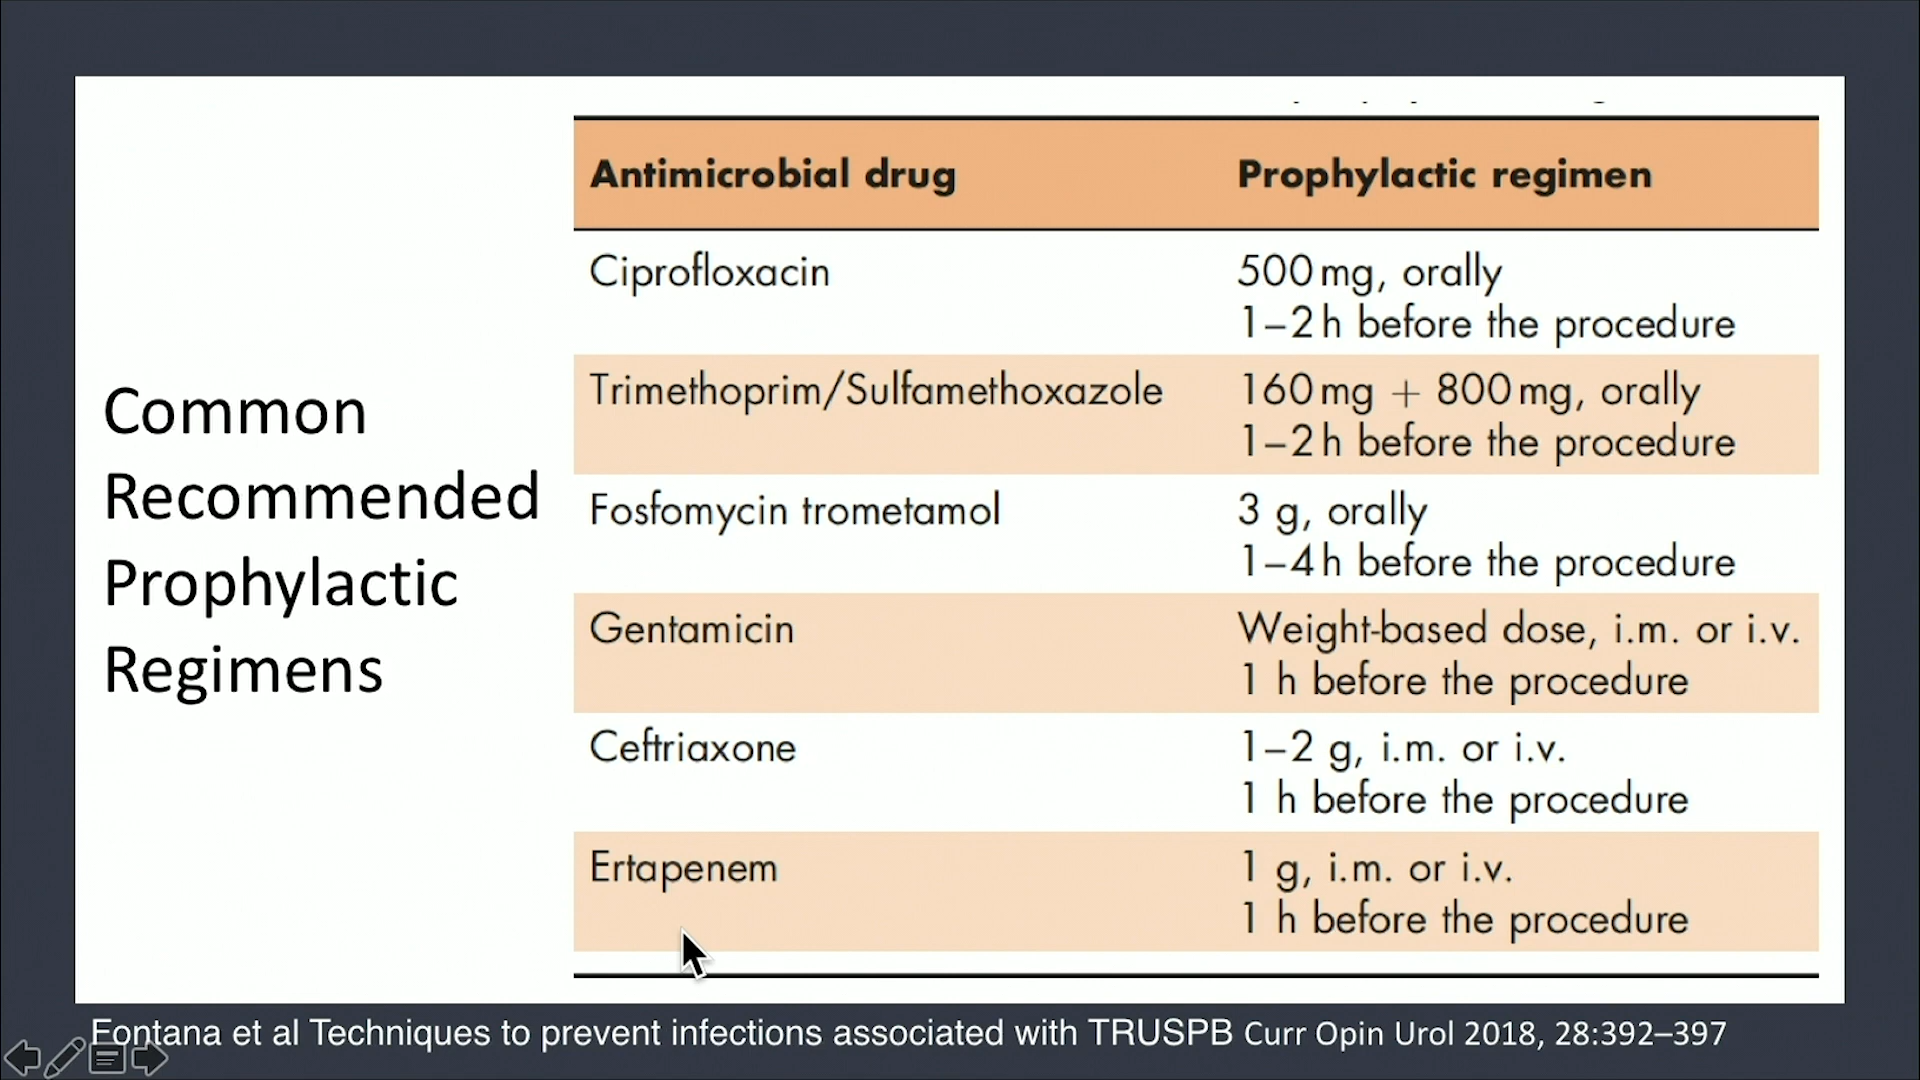 Common
Recommended
Prophylactic
Regimens
Antimicrobial drug Prophylactic regimen
Ciprofloxacin 500 mg, orally
1–2 h before the procedure
Trimethoprim/Sulfamethoxazole 160 mg + 800 mg, orally
1–2 h before the procedure
Fosfomycin trometamol 3 g, orally
1–4 h before the procedure
Gentamicin Weight-based dose, i.m. or i.v.
1 h before the procedure
Ceftriaxone 1–2 g, i.m. or i.v.
1 h before the procedure
Ertapenem 1 g, i.m. or i.v.
1 h before the procedure
Fontana et al Techniques to prevent infections associated with TRUSPB Curr Opin Urol 2018, 28:392–397